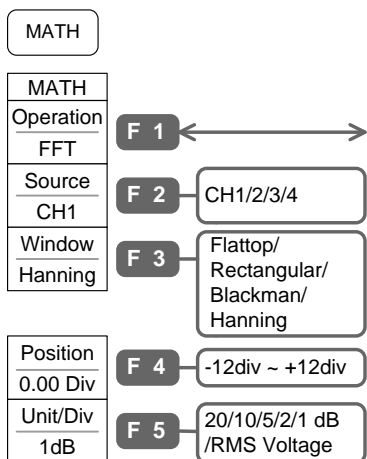 MATH
MATH
Operation
FFT
F 1
Source
CH1
F 2
CH1/2/3/4
Window
Hanning
F 3
Flattop/
Rectangular/
Blackman/
Hanning
Position
0.00 Div
F 4
-12div ~ +12div
Unit/Div
1dB
F 5
20/10/5/2/1 dB
/RMS Voltage